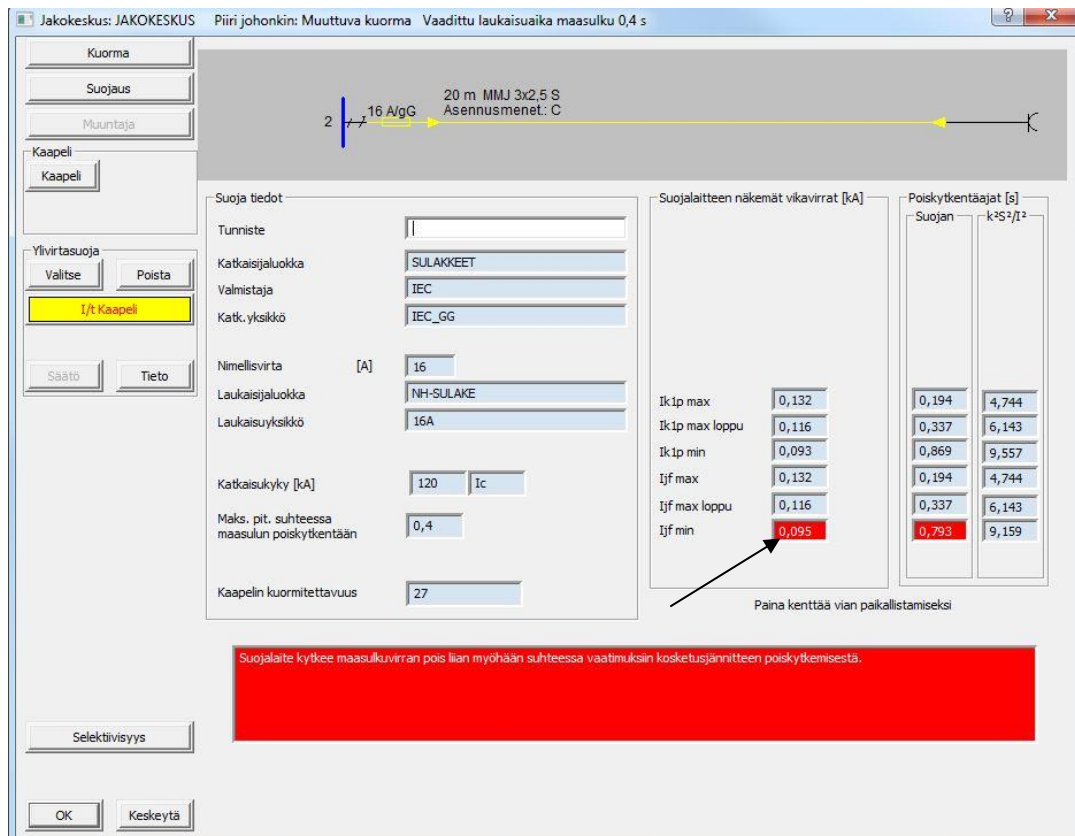 Jakokeskus: JAKOKESKUS Piiri johonkin: Muuttuva kuorma Vaadittu laukaisuaika maasulku 0,4 s
Kuorma
Suojaus
Muuntaja
Kaapeli
Kaapeli
Ylivirtasuoja
Valitse Poista
I/t Kaapeli
Säätö Tieto
Selektiivisyys
OK Keskeytä
2 16 A/gG
20 m MMJ 3x2,5 S
Asennusmenet.: C
Suoja tiedot
Tunniste
Katkaisijaluokka SULAKKEET
Valmistaja IEC
Katk.yksikkö IEC_GG
Nimellisvirta [A] 16
Laukaisijaluokka NH-SULAKE
Laukaisuyksikkö 16A
Katkaisukyky [kA] 120 Ic
Maks. pit. suhteessa
maasulun poiskytkentään 0,4
Kaapelin kuormitettavuus 27
Suojalaitteen näkemät vikavirrat [kA] Poiskytkentäajat [s]
Suojan k²S²/I²
Ik1p max 0,132 0,194 4,744
Ik1p max loppu 0,116 0,337 6,143
Ik1p min 0,093 0,869 9,557
Ijf max 0,132 0,194 4,744
Ijf max loppu 0,116 0,337 6,143
Ijf min 0,095 0,793 9,159
Paina kenttää vian paikallistamiseksi
Suojalaite kytkee maasulkuvirran pois liian myöhään suhteessa vaatimuksiin kosketusjännitteen poiskytkemisestä.